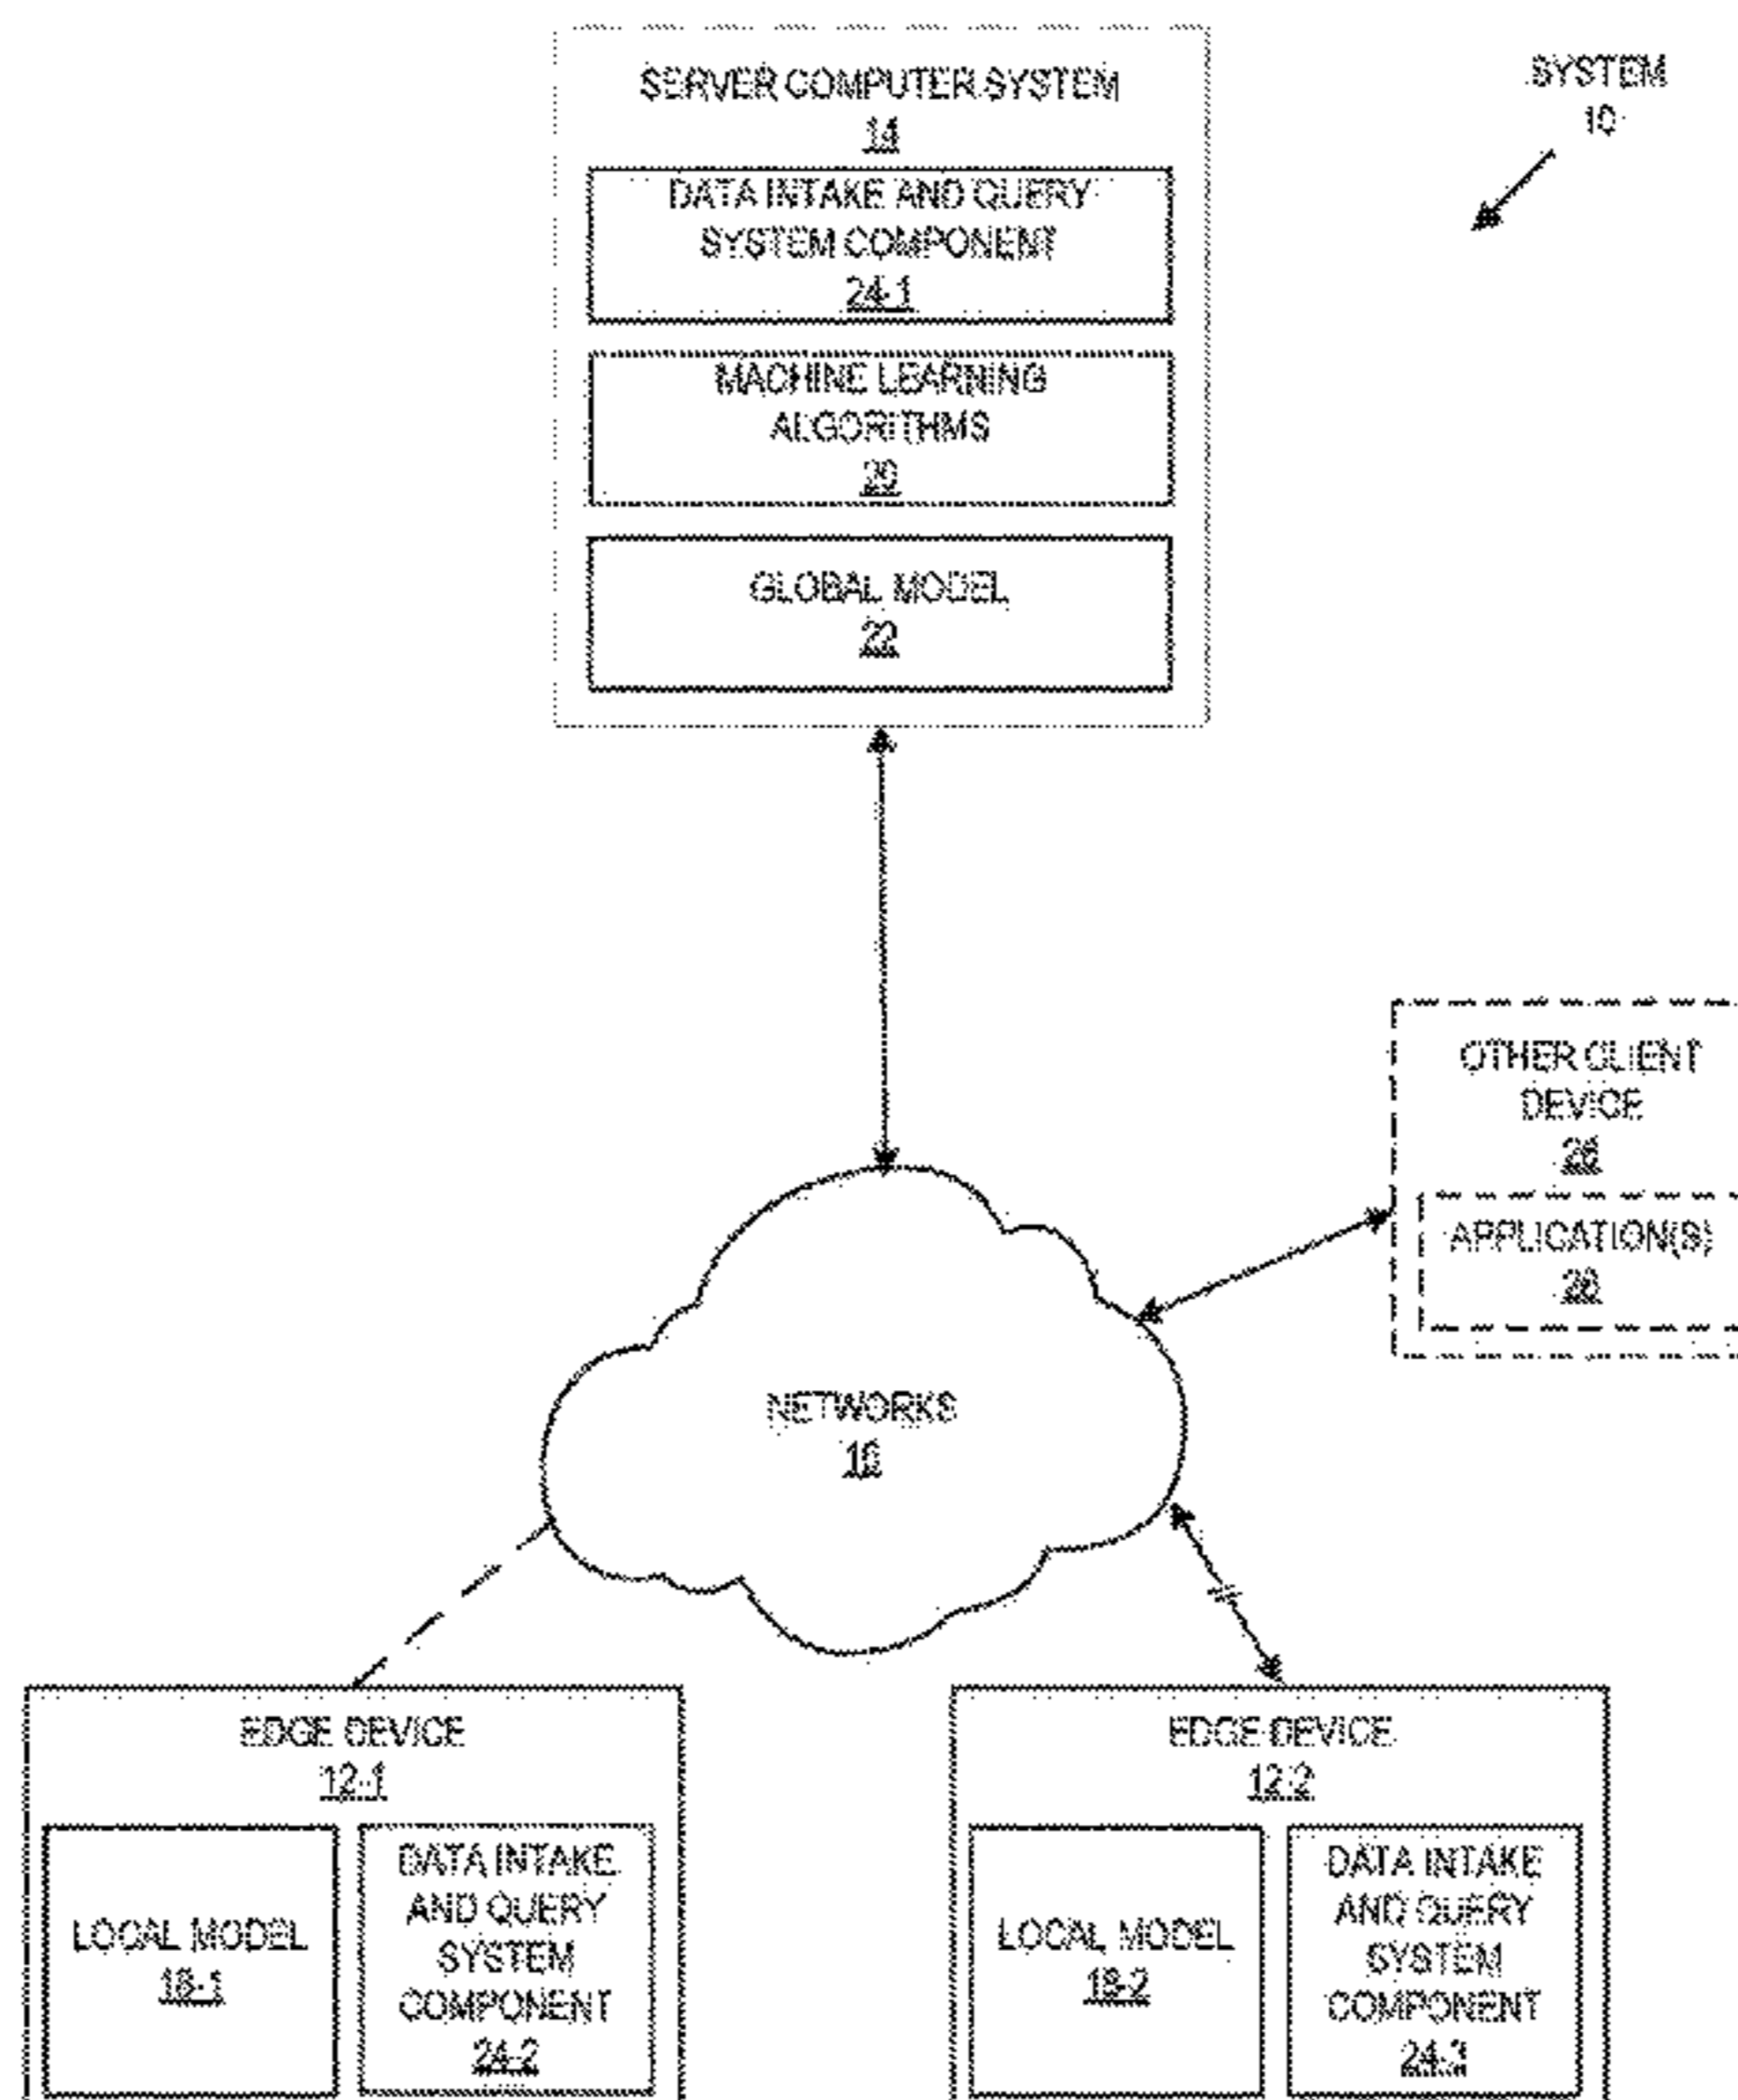 SERVER COMPUTER SYSTEM
14
DATA INTAKE AND QUERY
SYSTEM COMPONENT
24-1
MACHINE LEARNING
ALGORITHMS
20
GLOBAL MODEL
22
SYSTEM
10
OTHER CLIENT
DEVICE
26
APPLICATION(S)
28
NETWORKS
16
EDGE DEVICE
12-1
LOCAL MODEL
18-1
DATA INTAKE
AND QUERY
SYSTEM
COMPONENT
24-2
EDGE DEVICE
12-2
LOCAL MODEL
18-2
DATA INTAKE
AND QUERY
SYSTEM
COMPONENT
24-3